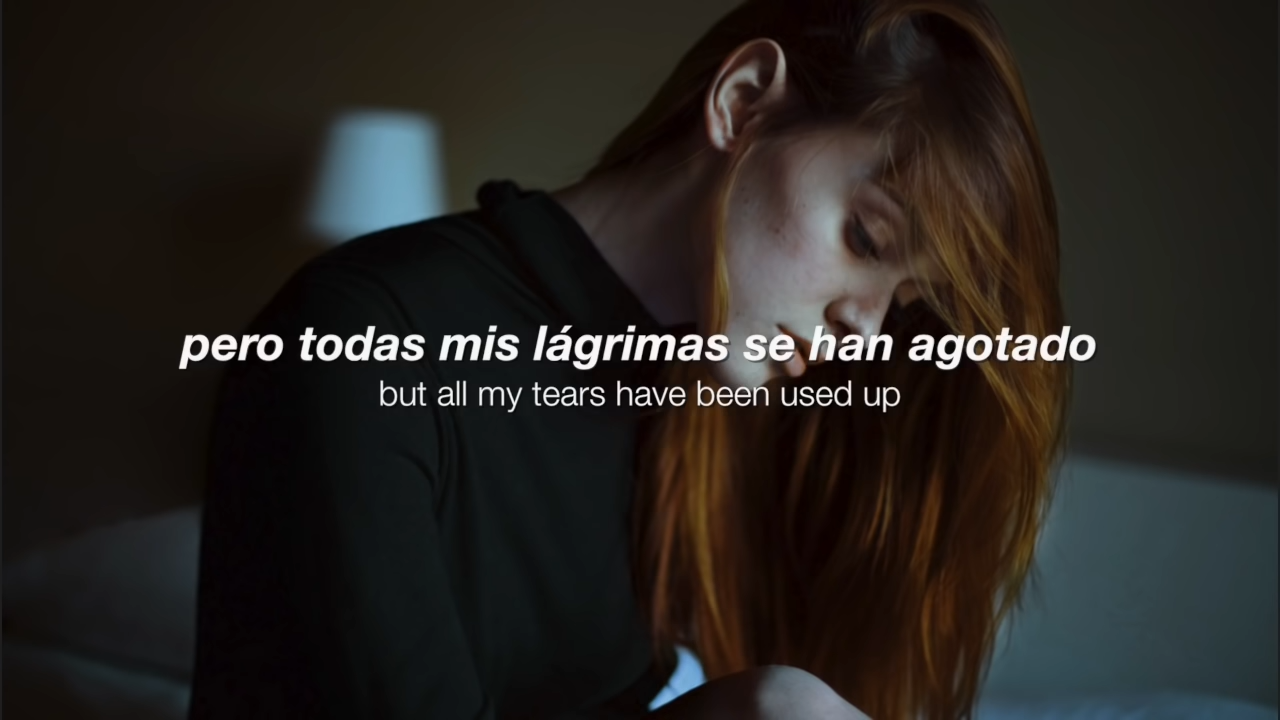 pero todas mis lágrimas se han agotado
but all my tears have been used up